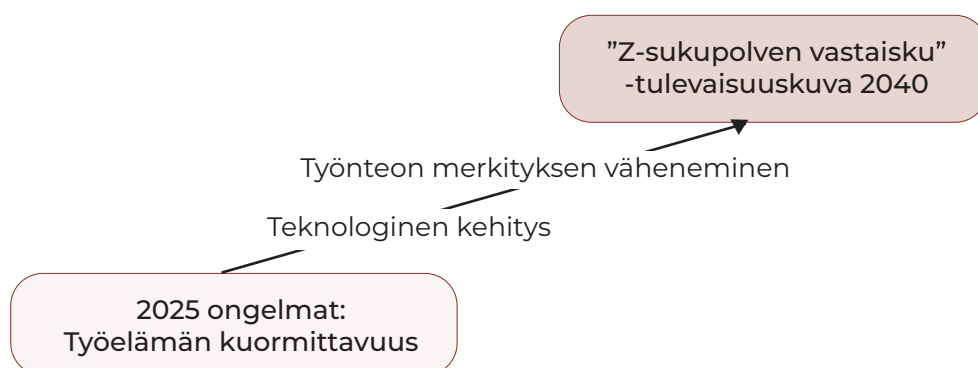 ”Z-sukupolven vastaisku”
-tulevaisuuskuva 2040
Työnteon merkityksen väheneminen
Teknologinen kehitys
2025 ongelmat:
Työelämän kuormittavuus